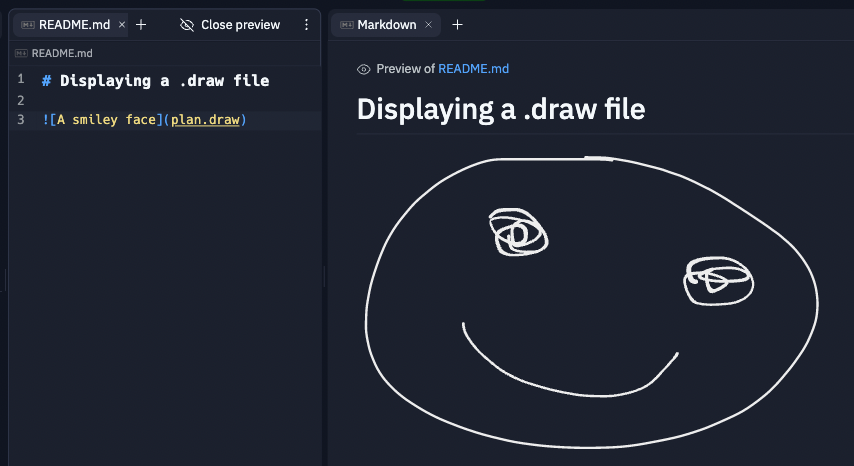 README.md × + Close preview
README.md
1 # Displaying a .draw file
2
3 ![A smiley face](plan.draw)
Markdown × +
Preview of README.md
Displaying a .draw file